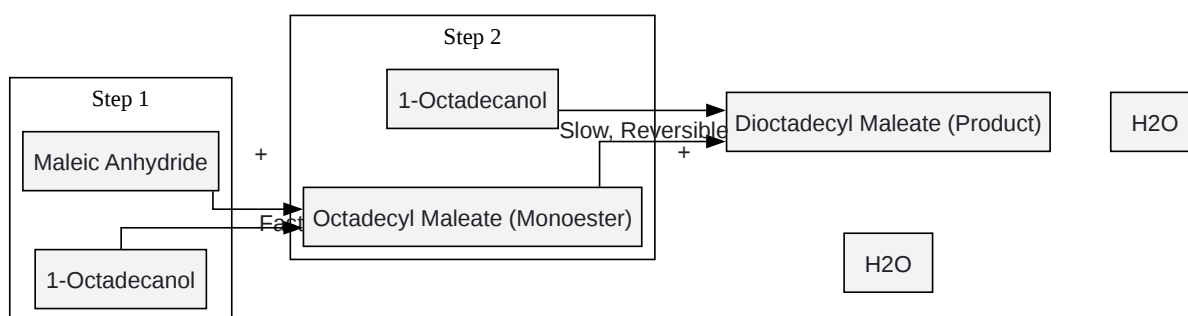 Step 1
Maleic Anhydride
1-Octadecanol
+
Fast
Step 2
1-Octadecanol
Octadecyl Maleate (Monoester)
Slow, Reversible
+
Dioctadecyl Maleate (Product)
H2O
H2O